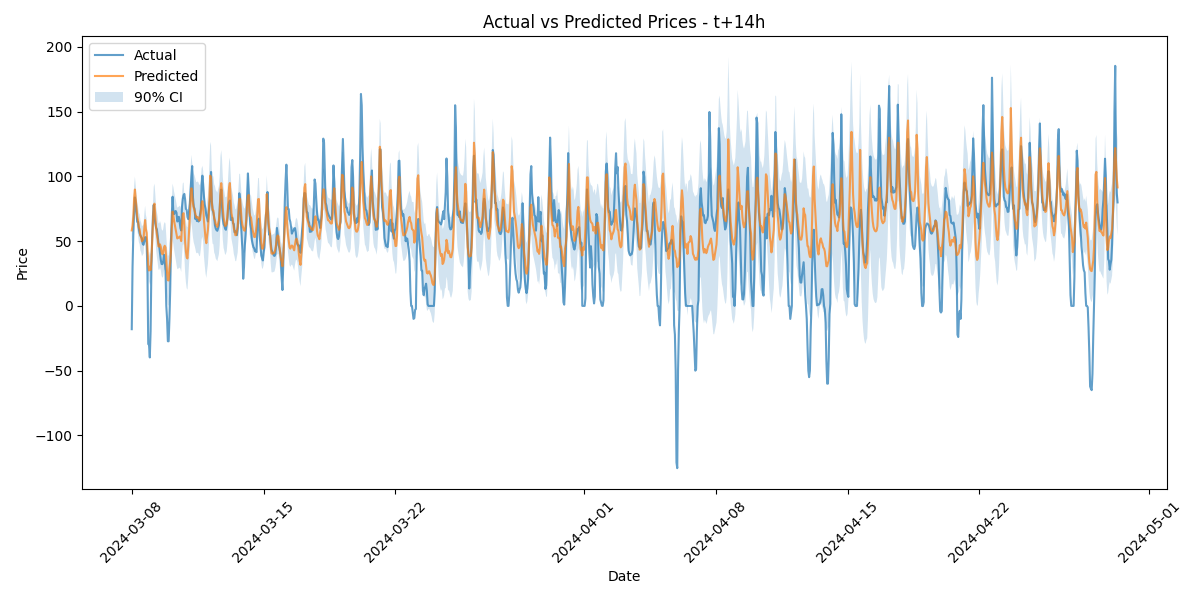 Actual vs Predicted Prices - t+14h
Actual
Predicted
90% CI
Price
200
150
100
50
0
−50
−100
2024-03-08
2024-03-15
2024-03-22
2024-04-01
2024-04-08
2024-04-15
2024-04-22
2024-05-01
Date